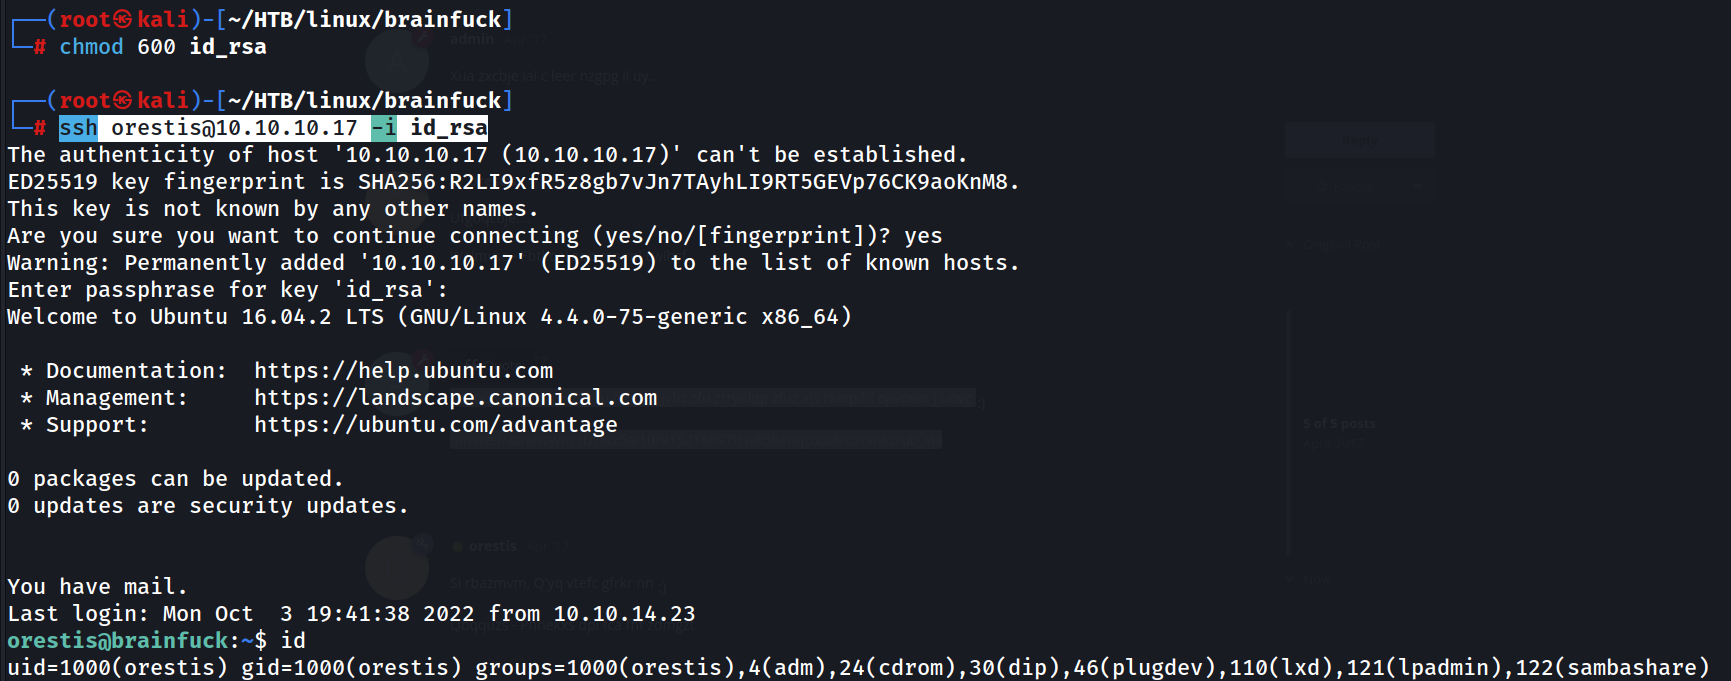 ┌──(root㉿kali)-[~/HTB/linux/brainfuck]
└─# chmod 600 id_rsa
┌──(root㉿kali)-[~/HTB/linux/brainfuck]
└─# ssh orestis@10.10.10.17 -i id_rsa
The authenticity of host '10.10.10.17 (10.10.10.17)' can't be established.
ED25519 key fingerprint is SHA256:R2LI9xfR5z8gb7vJn7TAyhLI9RT5GEVp76CK9aoKnM8.
This key is not known by any other names.
Are you sure you want to continue connecting (yes/no/[fingerprint])? yes
Warning: Permanently added '10.10.10.17' (ED25519) to the list of known hosts.
Enter passphrase for key 'id_rsa':
Welcome to Ubuntu 16.04.2 LTS (GNU/Linux 4.4.0-75-generic x86_64)
* Documentation: https://help.ubuntu.com
* Management: https://landscape.canonical.com
* Support: https://ubuntu.com/advantage
0 packages can be updated.
0 updates are security updates.
You have mail.
Last login: Mon Oct 3 19:41:38 2022 from 10.10.14.23
orestis@brainfuck:~$ id
uid=1000(orestis) gid=1000(orestis) groups=1000(orestis),4(adm),24(cdrom),30(dip),46(plugdev),110(lxd),121(lpadmin),122(sambashare)
admin
Reply
5 of 5 posts
orestis